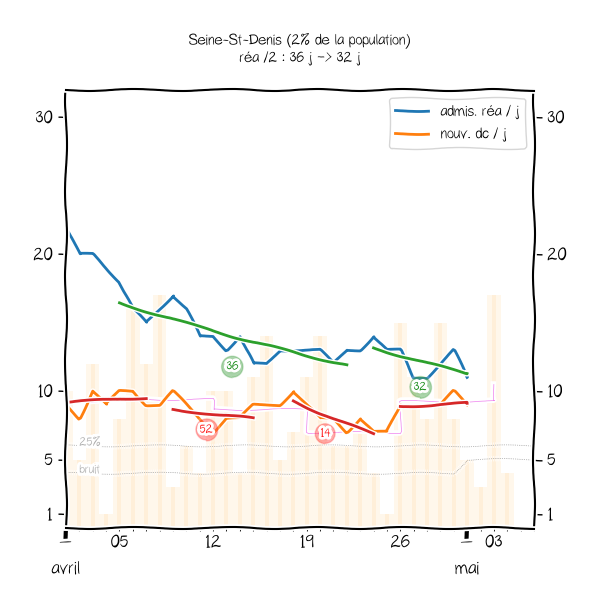 Seine-St-Denis (2% de la population)
réa /2 : 36 j -> 32 j
admis. réa / j
nouv. dc / j
30
30
20
20
36
32
10
10
52
14
25%
5
5
bruit
1
1
05
12
19
26
03
avril
mai